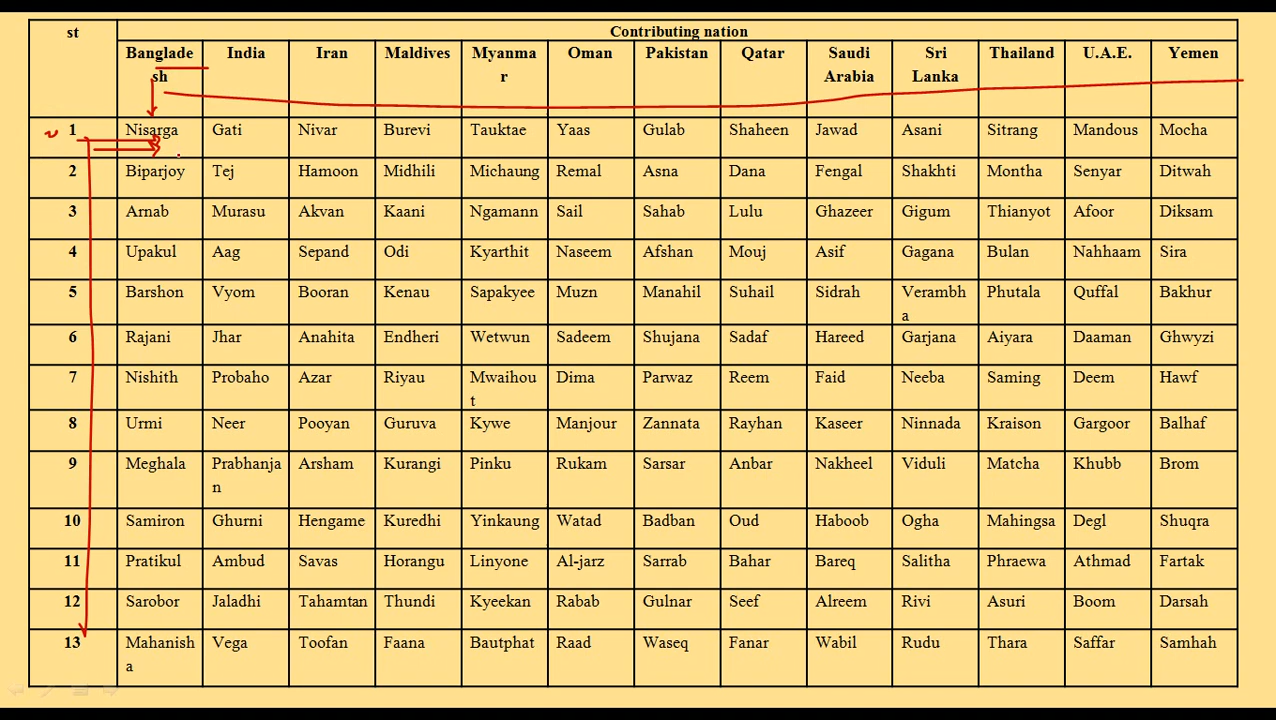 st Contributing nation
Banglade India Iran Maldives Myanma Oman Pakistan Qatar Saudi Sri Thailand U.A.E. Yemen
sh r Arabia Lanka
1 Nisarga Gati Nivar Burevi Tauktae Yaas Gulab Shaheen Jawad Asani Sitrang Mandous Mocha
2 Biparjoy Tej Hamoon Midhili Michaung Remal Asna Dana Fengal Shakhti Montha Senyar Ditwah
3 Arnab Murasu Akvan Kaani Ngamann Sail Sahab Lulu Ghazeer Gigum Thianyot Afoor Diksam
4 Upakul Aag Sepand Odi Kyarthit Naseem Afshan Mouj Asif Gagana Bulan Nahhaam Sira
5 Barshon Vyom Booran Kenau Sapakyee Muzn Manahil Suhail Sidrah Verambh Phutala Quffal Bakhur
a
6 Rajani Jhar Anahita Endheri Wetwun Sadeem Shujana Sadaf Hareed Garjana Aiyara Daaman Ghwyzi
7 Nishith Probaho Azar Riyau Mwaihou Dima Parwaz Reem Faid Neeba Saming Deem Hawf
t
8 Urmi Neer Pooyan Guruva Kywe Manjour Zannata Rayhan Kaseer Ninnada Kraison Gargoor Balhaf
9 Meghala Prabhanja Arsham Kurangi Pinku Rukam Sarsar Anbar Nakheel Viduli Matcha Khubb Brom
n
10 Samiron Ghurni Hengame Kuredhi Yinkaung Watad Badban Oud Haboob Ogha Mahingsa Degl Shuqra
11 Pratikul Ambud Savas Horangu Linyone Al-jarz Sarrab Bahar Bareq Salitha Phraewa Athmad Fartak
12 Sarobor Jaladhi Tahamtan Thundi Kyeekan Rabab Gulnar Seef Alreem Rivi Asuri Boom Darsah
13 Mahanish Vega Toofan Faana Bautphat Raad Waseq Fanar Wabil Rudu Thara Saffar Samhah
a